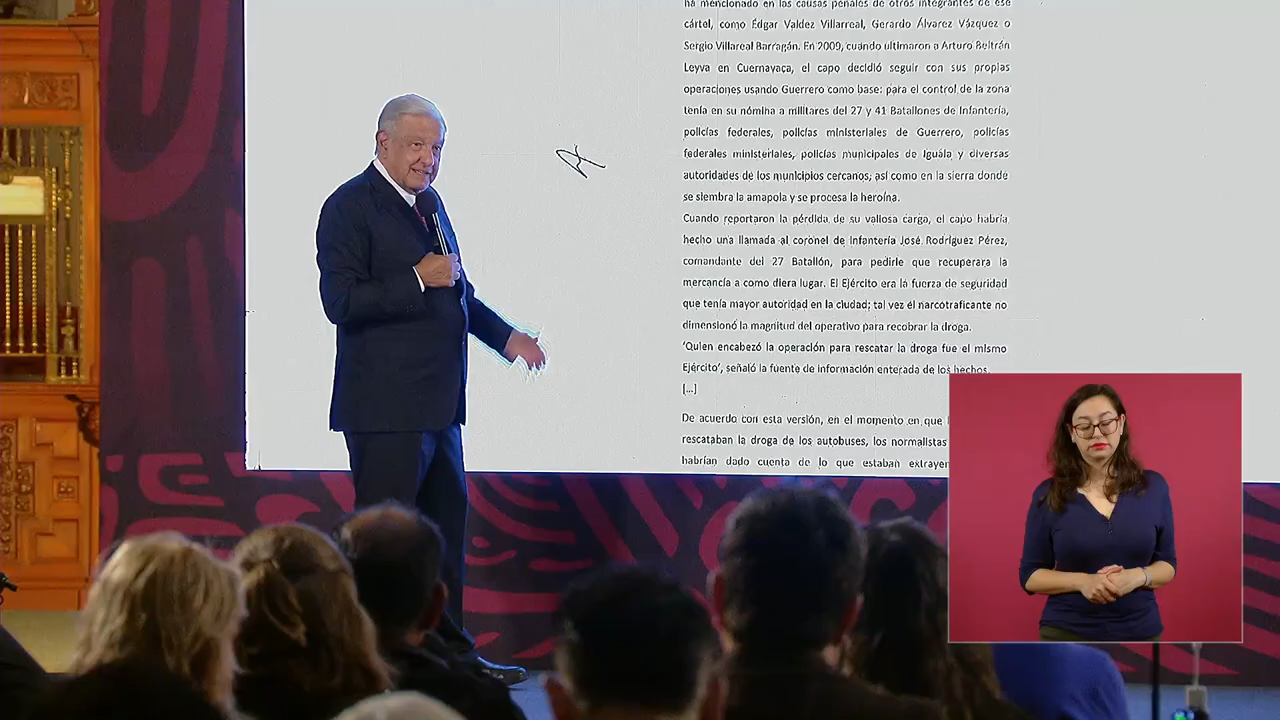 ha mencionado en las causas penales de otros integrantes de ese
cártel, como Édgar Valdez Villarreal, Gerardo Álvarez Vázquez o
Sergio Villareal Barragán. En 2009, cuando ultimaron a Arturo Beltrán
Leyva en Cuernavaca, el capo decidió seguir con sus propias
operaciones usando Guerrero como base: para el control de la zona
tenía en su nómina a militares del 27 y 41 Batallones de Infantería,
policías federales, policías ministeriales de Guerrero, policías
federales ministeriales, policías municipales de Iguala y diversas
autoridades de los municipios cercanos, así como en la sierra donde
se siembra la amapola y se procesa la heroína.
Cuando reportaron la pérdida de su valiosa carga, el capo habría
hecho una llamada al coronel de Infantería José Rodríguez Pérez,
comandante del 27 Batallón, para pedirle que recuperara la
mercancía a como diera lugar. El Ejército era la fuerza de seguridad
que tenía mayor autoridad en la ciudad; tal vez el narcotraficante no
dimensionó la magnitud del operativo para recobrar la droga.
'Quien encabezó la operación para rescatar la droga fue el mismo
Ejército', señaló la fuente de información enterada de los hechos.
[...]
De acuerdo con esta versión, en el momento en que
rescataban la droga de los autobuses, los normalistas
habrían dado cuenta de lo que estaban extrayen